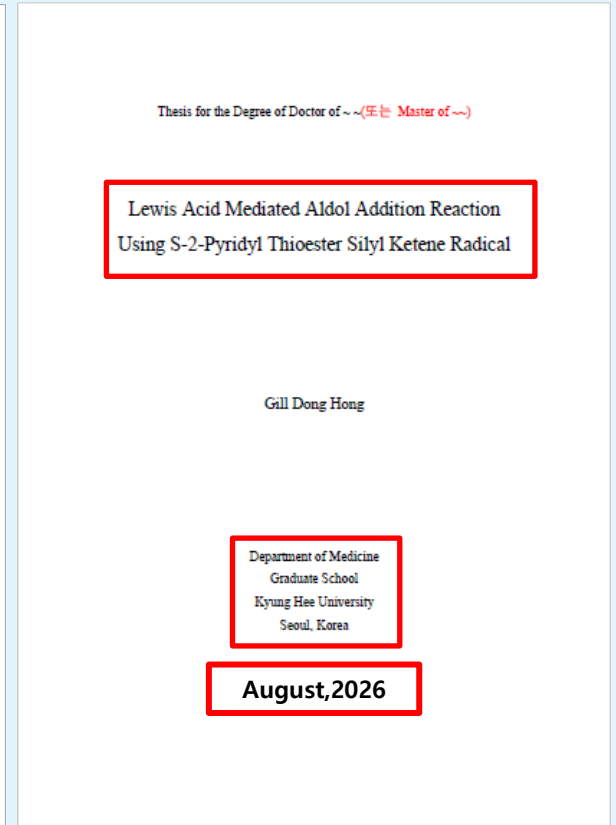 Thesis for the Degree of Doctor of ~ ~(또는 Master of ~~)
Lewis Acid Mediated Aldol Addition Reaction
Using S-2-Pyridyl Thioester Silyl Ketene Radical
Gill Dong Hong
Department of Medicine
Graduate School
Kyung Hee University
Seoul, Korea
August,2026